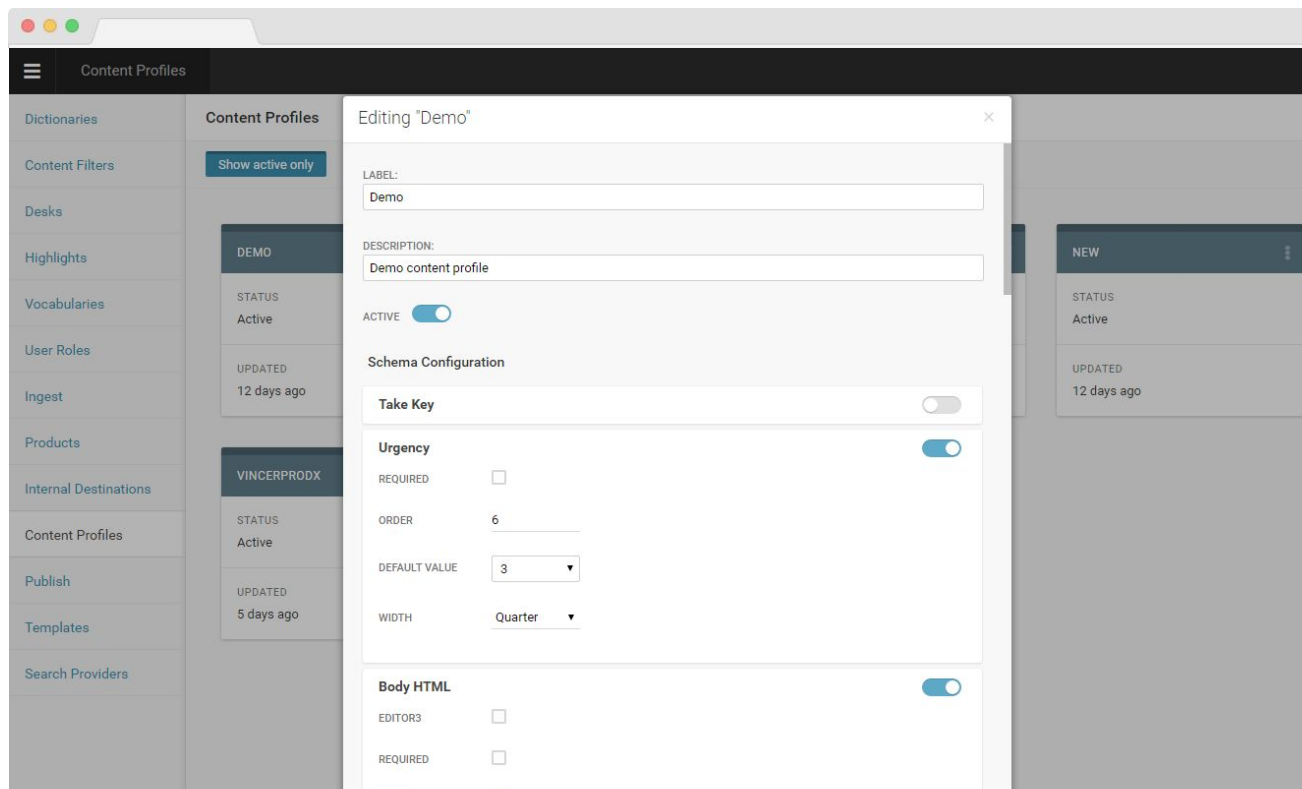 Content Profiles
Dictionaries
Content Filters
Desks
Highlights
Vocabularies
User Roles
Ingest
Products
Internal Destinations
Content Profiles
Publish
Templates
Search Providers
Content Profiles
Show active only
DEMO
STATUS
Active
UPDATED
12 days ago
VINCERPRODX
STATUS
Active
UPDATED
5 days ago
Editing "Demo"
×
LABEL:
Demo
DESCRIPTION:
Demo content profile
ACTIVE
Schema Configuration
Take Key
Urgency
REQUIRED
ORDER 6
DEFAULT VALUE 3
WIDTH Quarter
Body HTML
EDITOR3
REQUIRED
NEW
STATUS
Active
UPDATED
12 days ago